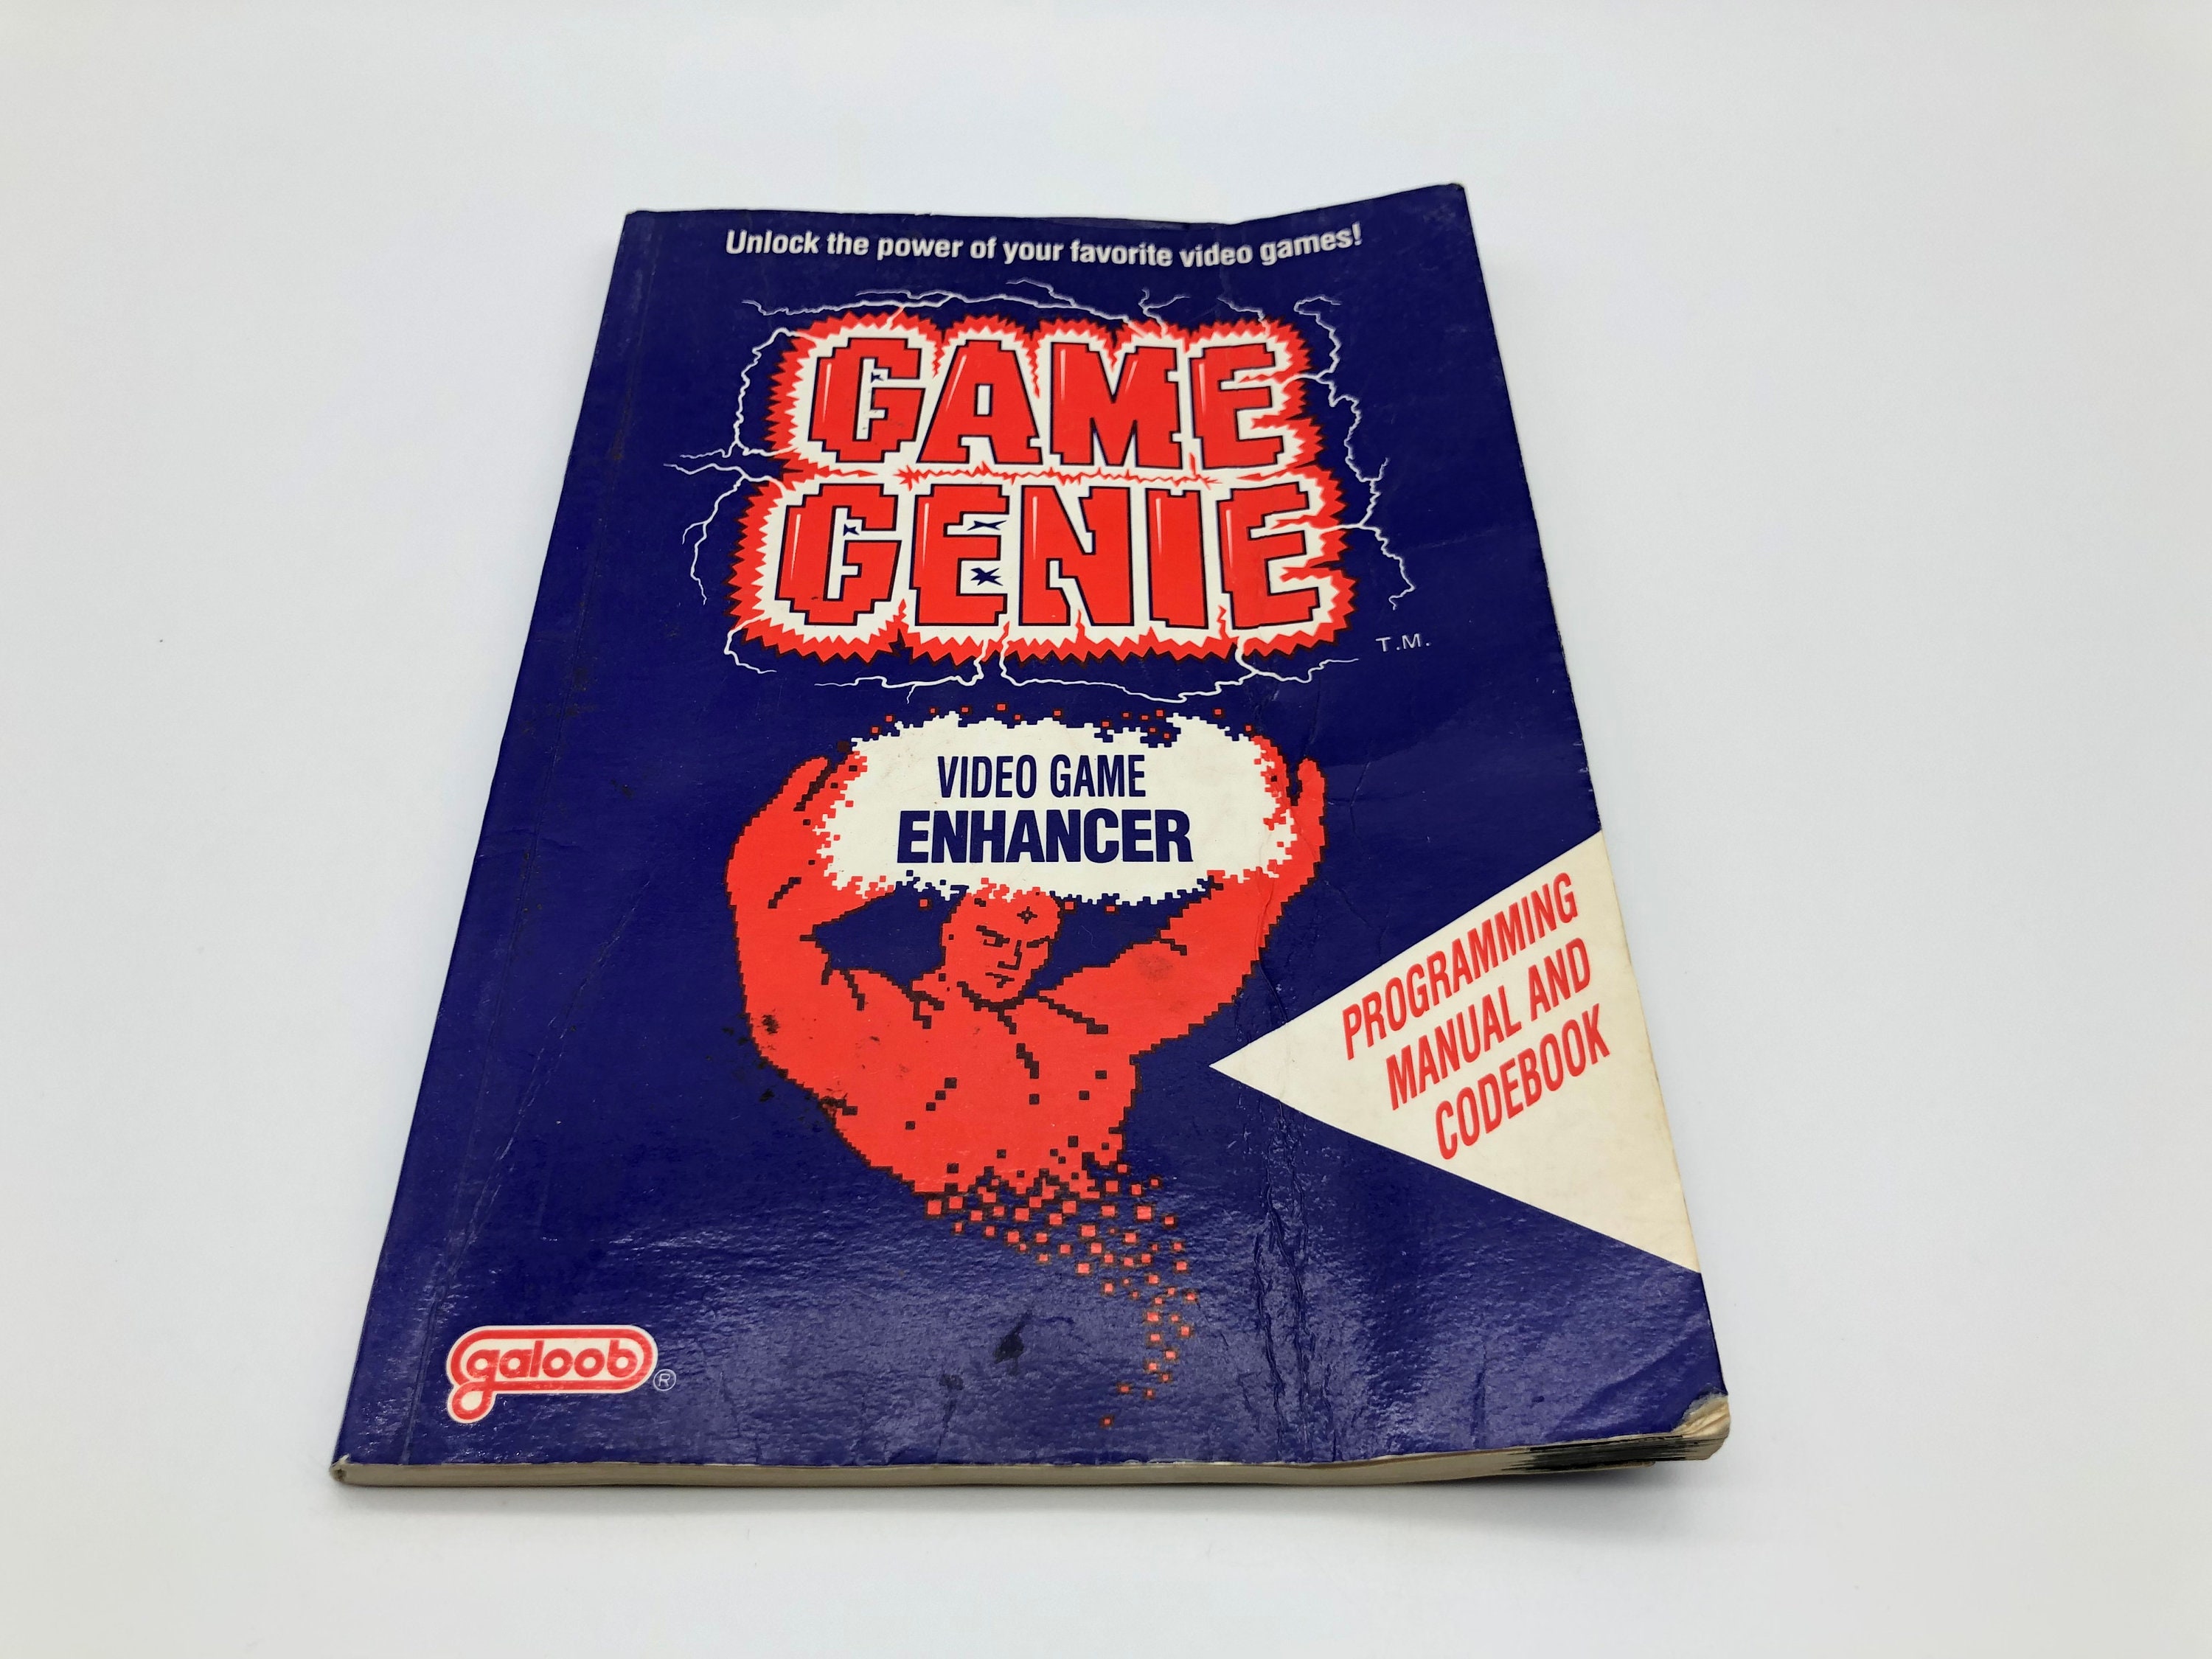 Unlock the power of your favorite video games!
GAME
GENIE
T.M.
VIDEO GAME
ENHANCER
PROGRAMMING
MANUAL AND
CODEBOOK
galoob®